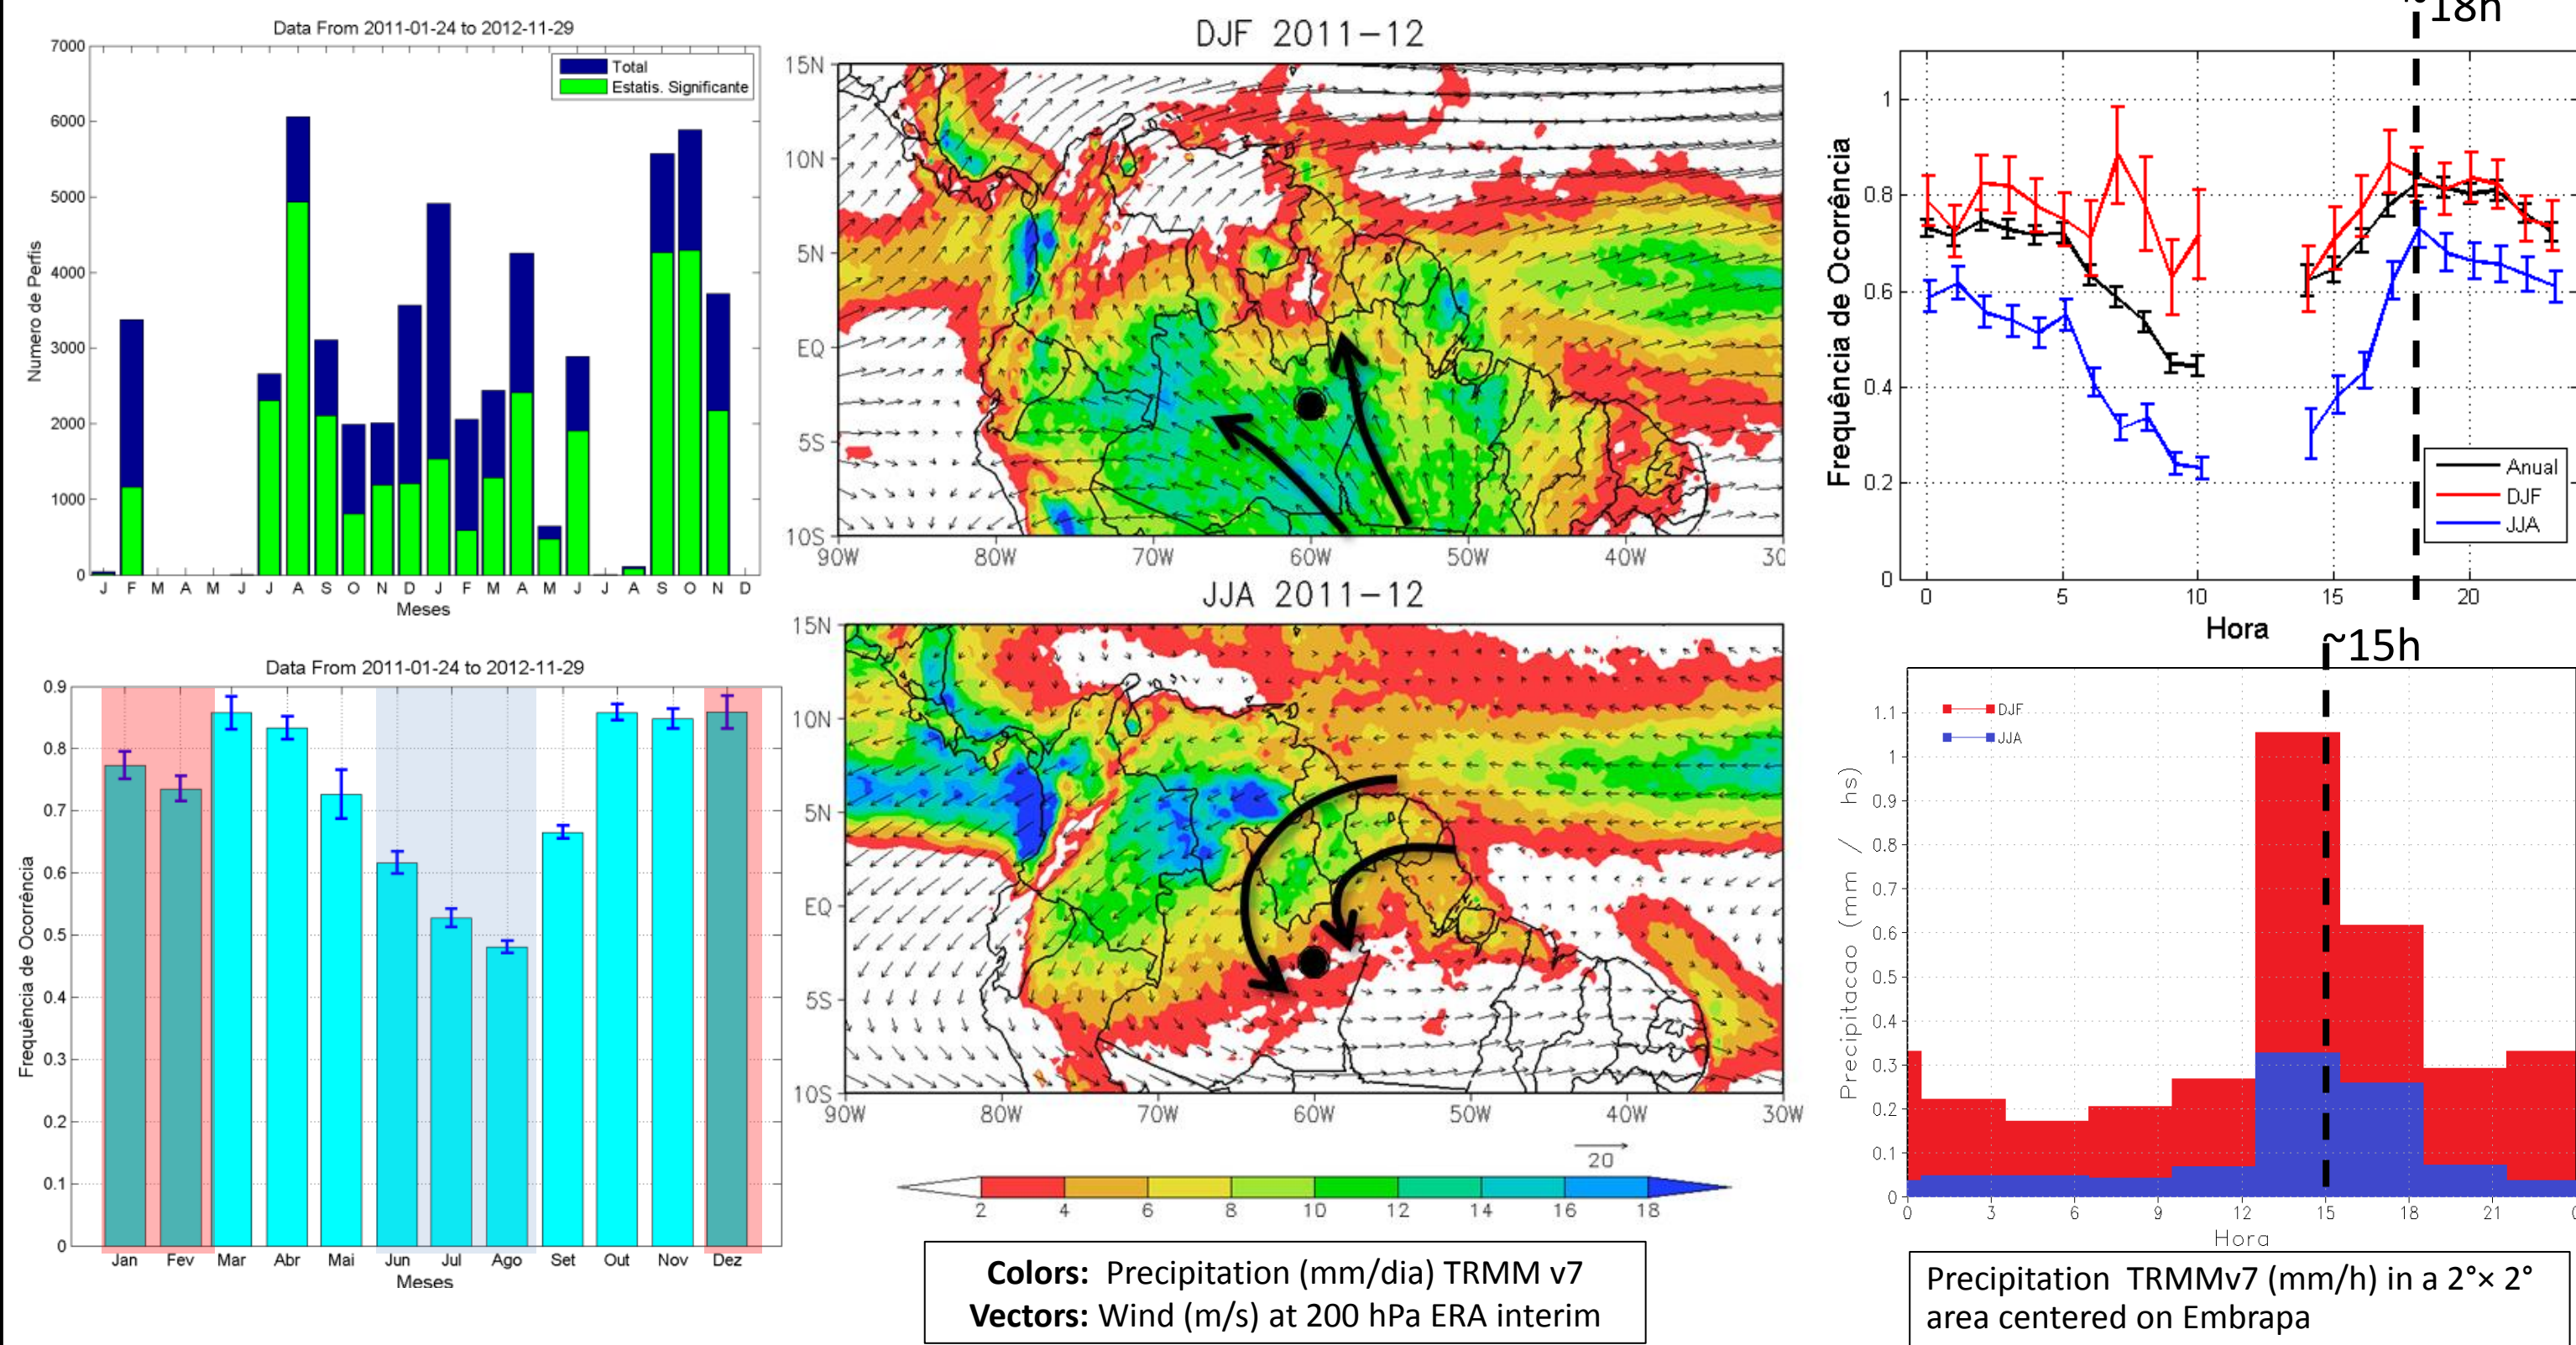 Data From 2011-01-24 to 2012-11-29
Numero de Perfis
7000
6000
5000
4000
3000
2000
1000
0
Total
Estatis. Significante
J F M A M J J A S O N D J F M A M J J A S O N D
Meses
Data From 2011-01-24 to 2012-11-29
Frequência de Ocorrência
0.9
0.8
0.7
0.6
0.5
0.4
0.3
0.2
0.1
0
Jan Fev Mar Abr Mai Jun Jul Ago Set Out Nov Dez
Meses
DJF 2011-12
15N
10N
5N
EQ
5S
10S
90W 80W 70W 60W 50W 40W 30
JJA 2011-12
15N
10N
5N
EQ
5S
10S
90W 80W 70W 60W 50W 40W 30W
20
2 4 6 8 10 12 14 16 18
Colors: Precipitation (mm/dia) TRMM v7
Vectors: Wind (m/s) at 200 hPa ERA interim
~18h
Frequência de Ocorrência
1
0.8
0.6
0.4
0.2
0
Anual
DJF
JJA
0 5 10 15 20
Hora
~15h
Precipitacao (mm / hs)
DJF
JJA
1.1
1
0.9
0.8
0.7
0.6
0.5
0.4
0.3
0.2
0.1
0
0 3 6 9 12 15 18 21
Hora
Precipitation TRMMv7 (mm/h) in a 2°× 2°
area centered on Embrapa